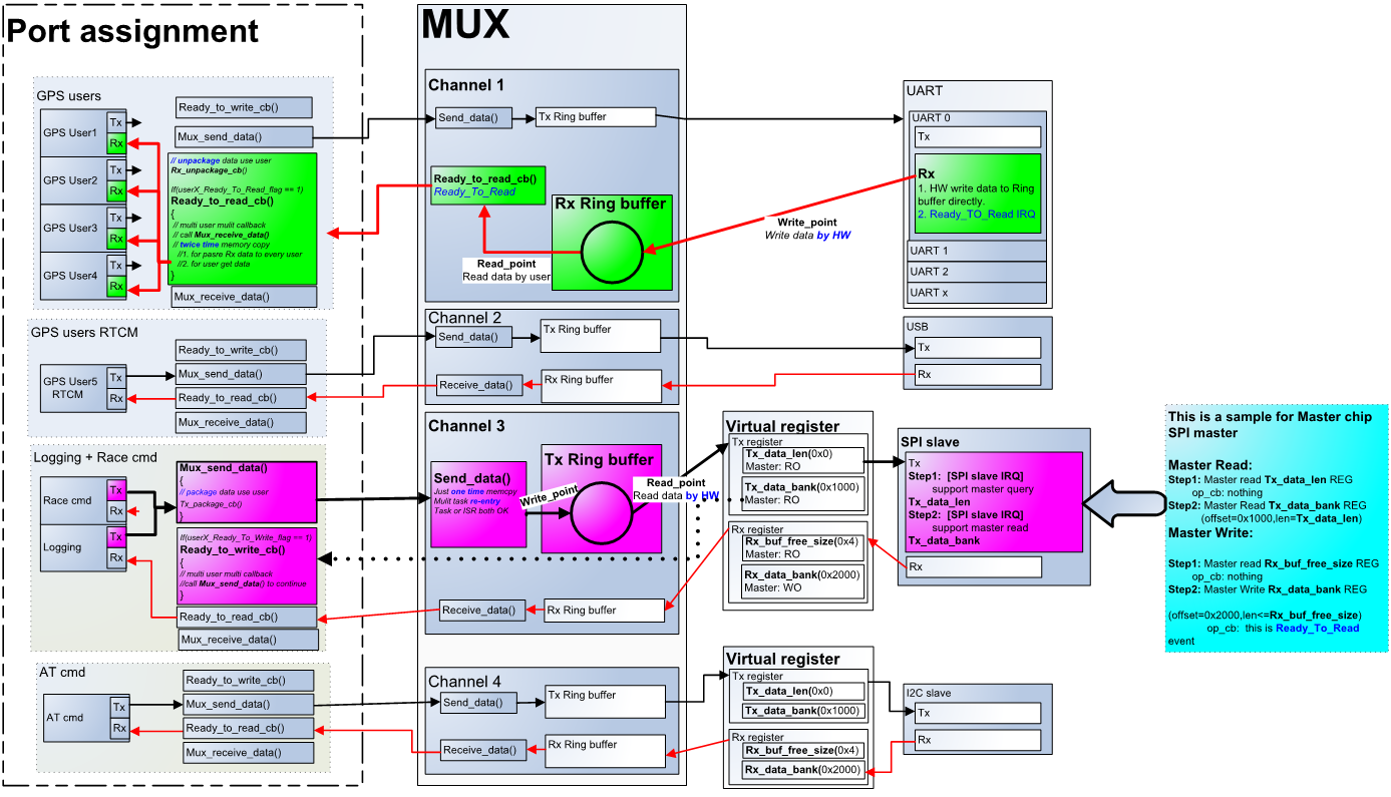 Port assignment
GPS users
GPS User1
Tx
Rx
GPS User2
Tx
Rx
GPS User3
Tx
Rx
GPS User4
Tx
Rx
Ready_to_write_cb()
Mux_send_data()
// unpackage data use user
Rx_unpackage_cb()
If(userX_Ready_To_Read_flag == 1)
Ready_to_read_cb()
{
// multi user mulit callback
// call Mux_receive_data()
// twice time memory copy
//1. for pasre Rx data to every user
//2. for user get data
}
Mux_receive_data()
GPS users RTCM
GPS User5
RTCM
Tx
Rx
Ready_to_write_cb()
Mux_send_data()
Ready_to_read_cb()
Mux_receive_data()
Logging + Race cmd
Race cmd
Tx
Rx
Logging
Tx
Rx
Mux_send_data()
{
// package data use user
Tx_package_cb()
}
If(userX_Ready_To_Write_flag == 1)
Ready_to_write_cb()
{
// multi user multi callback
//call Mux_send_data() to continue
}
Ready_to_read_cb()
Mux_receive_data()
AT cmd
AT cmd
Tx
Rx
Ready_to_write_cb()
Mux_send_data()
Ready_to_read_cb()
Mux_receive_data()
MUX
Channel 1
Send_data()
Tx Ring buffer
Ready_to_read_cb()
Ready_To_Read
Rx Ring buffer
Read_point
Read data by user
Write_point
Write data by HW
Channel 2
Send_data()
Tx Ring buffer
Receive_data()
Rx Ring buffer
Channel 3
Send_data()
Just one time memcpy
Mulit task re-entry
Task or ISR both OK
Write_point
Tx Ring buffer
Read_point
Read data by HW
Receive_data()
Rx Ring buffer
Channel 4
Send_data()
Tx Ring buffer
Receive_data()
Rx Ring buffer
UART
UART 0
Tx
Rx
1. HW write data to Ring
buffer directly.
2. Ready_TO_Read IRQ
UART 1
UART 2
UART x
USB
Tx
Rx
Virtual register
Tx register
Tx_data_len(0x0)
Master: RO
Tx_data_bank(0x1000)
Master: RO
Rx register
Rx_buf_free_size(0x4)
Master: RO
Rx_data_bank(0x2000)
Master: WO
SPI slave
Tx
Step1: [SPI slave IRQ]
support master query
Tx_data_len
Step2: [SPI slave IRQ]
support master read
Tx_data_bank
Rx
This is a sample for Master chip
SPI master
Master Read:
Step1: Master read Tx_data_len REG
op_cb: nothing
Step2: Master Read Tx_data_bank REG
(offset=0x1000,len=Tx_data_len)
Master Write:
Step1: Master read Rx_buf_free_size REG
op_cb: nothing
Step2: Master Write Rx_data_bank REG
(offset=0x2000,len<=Rx_buf_free_size)
op_cb: this is Ready_To_Read
event
Virtual register
Tx register
Tx_data_len(0x0)
Tx_data_bank(0x1000)
Rx register
Rx_buf_free_size(0x4)
Rx_data_bank(0x2000)
I2C slave
Tx
Rx